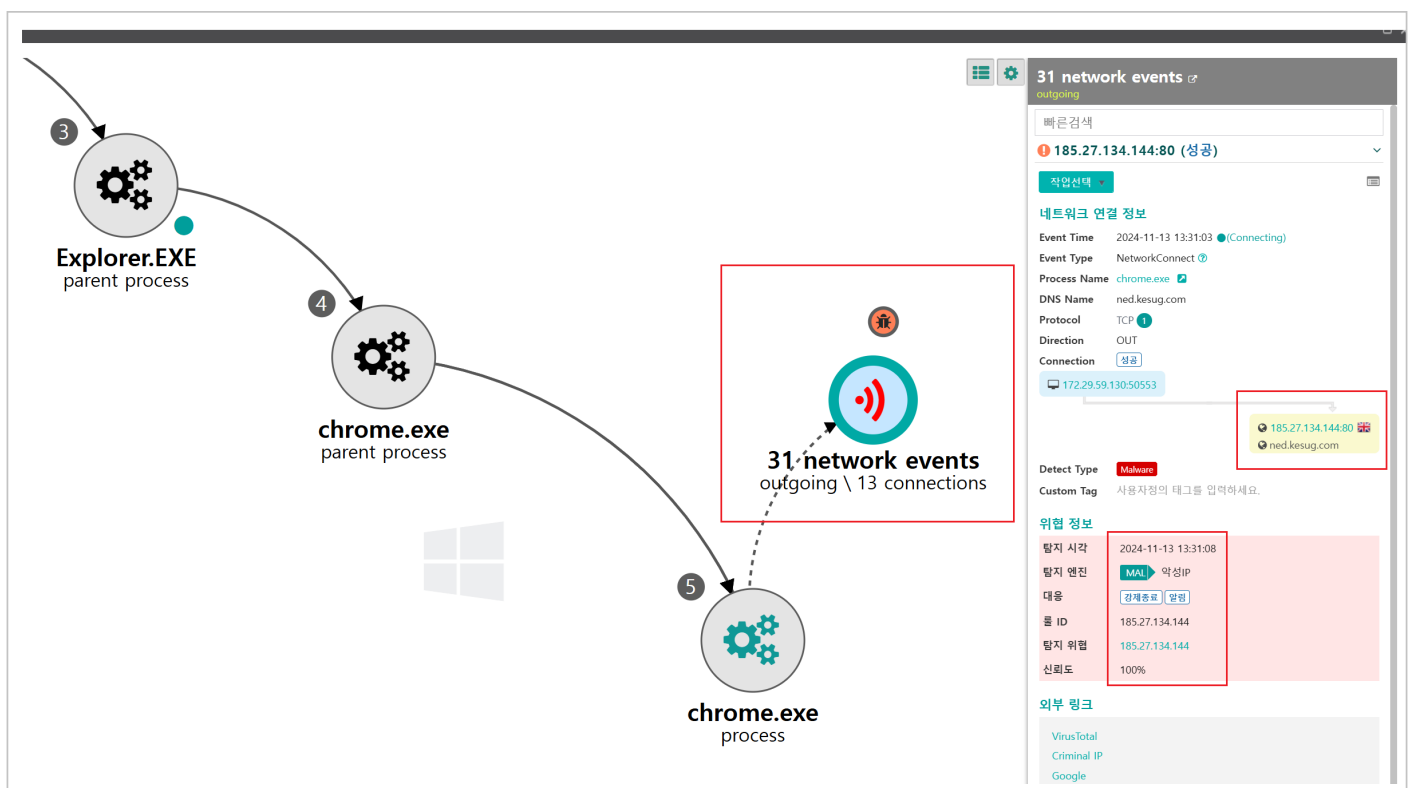 3
Explorer.EXE
parent process
4
chrome.exe
parent process
31 network events
outgoing \ 13 connections
5
chrome.exe
process
31 network events
outgoing
빠른검색
185.27.134.144:80 (성공)
작업선택
네트워크 연결 정보
Event Time 2024-11-13 13:31:03 (Connecting)
Event Type NetworkConnect ?
Process Name chrome.exe
DNS Name ned.kesug.com
Protocol TCP 1
Direction OUT
Connection 성공
172.29.59.130:50553
185.27.134.144:80
ned.kesug.com
Detect Type Malware
Custom Tag 사용자정의 태그를 입력하세요.
위협 정보
탐지 시각 2024-11-13 13:31:08
탐지 엔진 MAL 악성IP
대응 강제종료 알림
룰 ID 185.27.134.144
탐지 위협 185.27.134.144
신뢰도 100%
외부 링크
VirusTotal
Criminal IP
Google